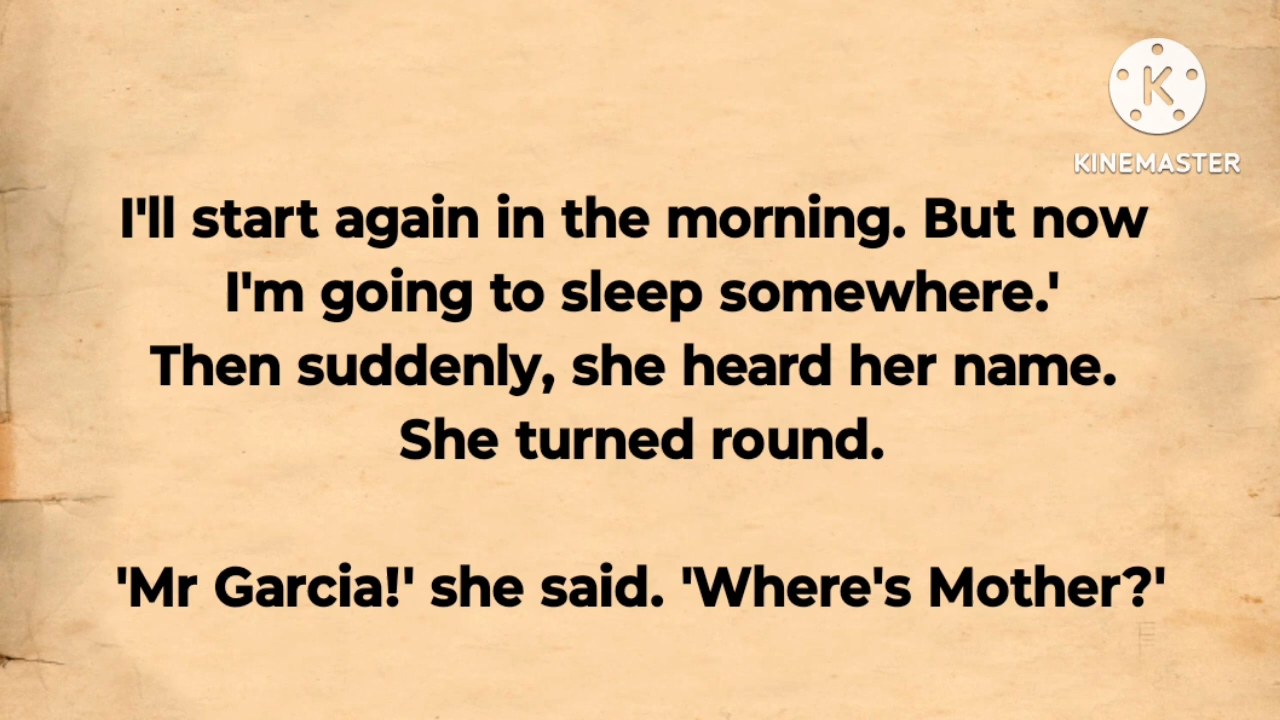 KINEMASTER
I'll start again in the morning. But now
I'm going to sleep somewhere.'
Then suddenly, she heard her name.
She turned round.
'Mr Garcia!' she said. 'Where's Mother?'